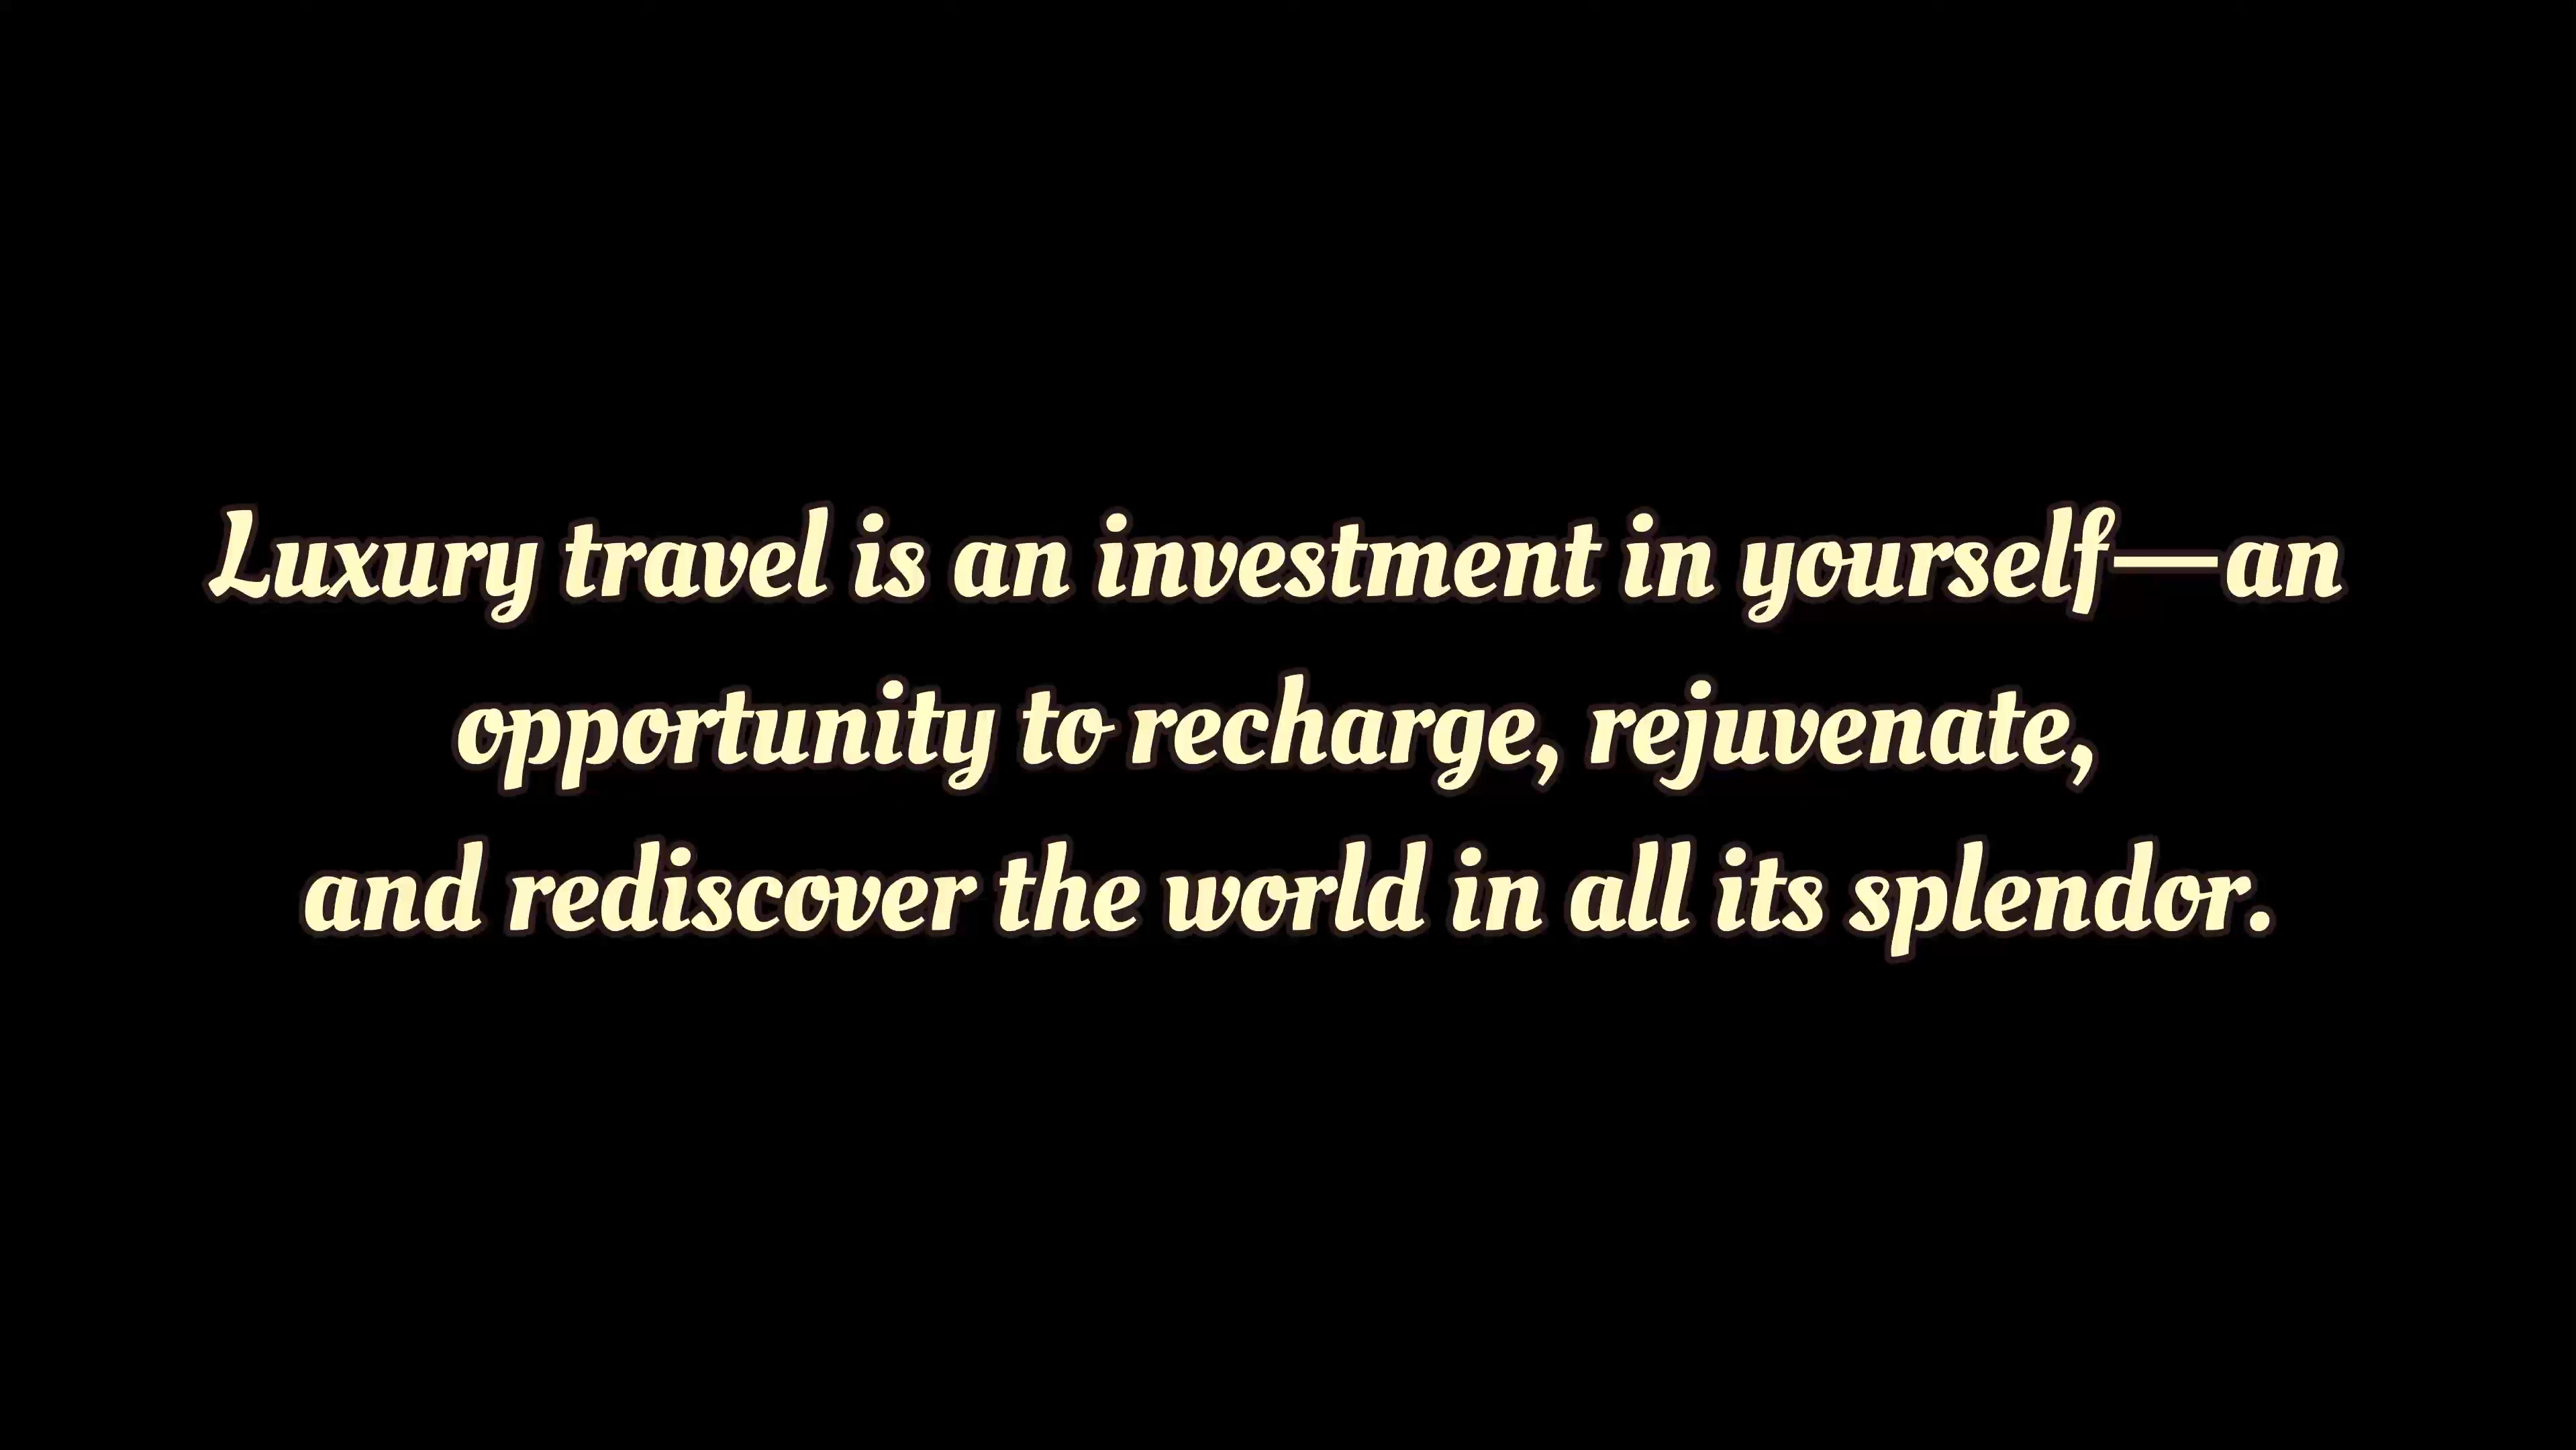 Luxury travel is an investment in yourself—an
opportunity to recharge, rejuvenate,
and rediscover the world in all its splendor.